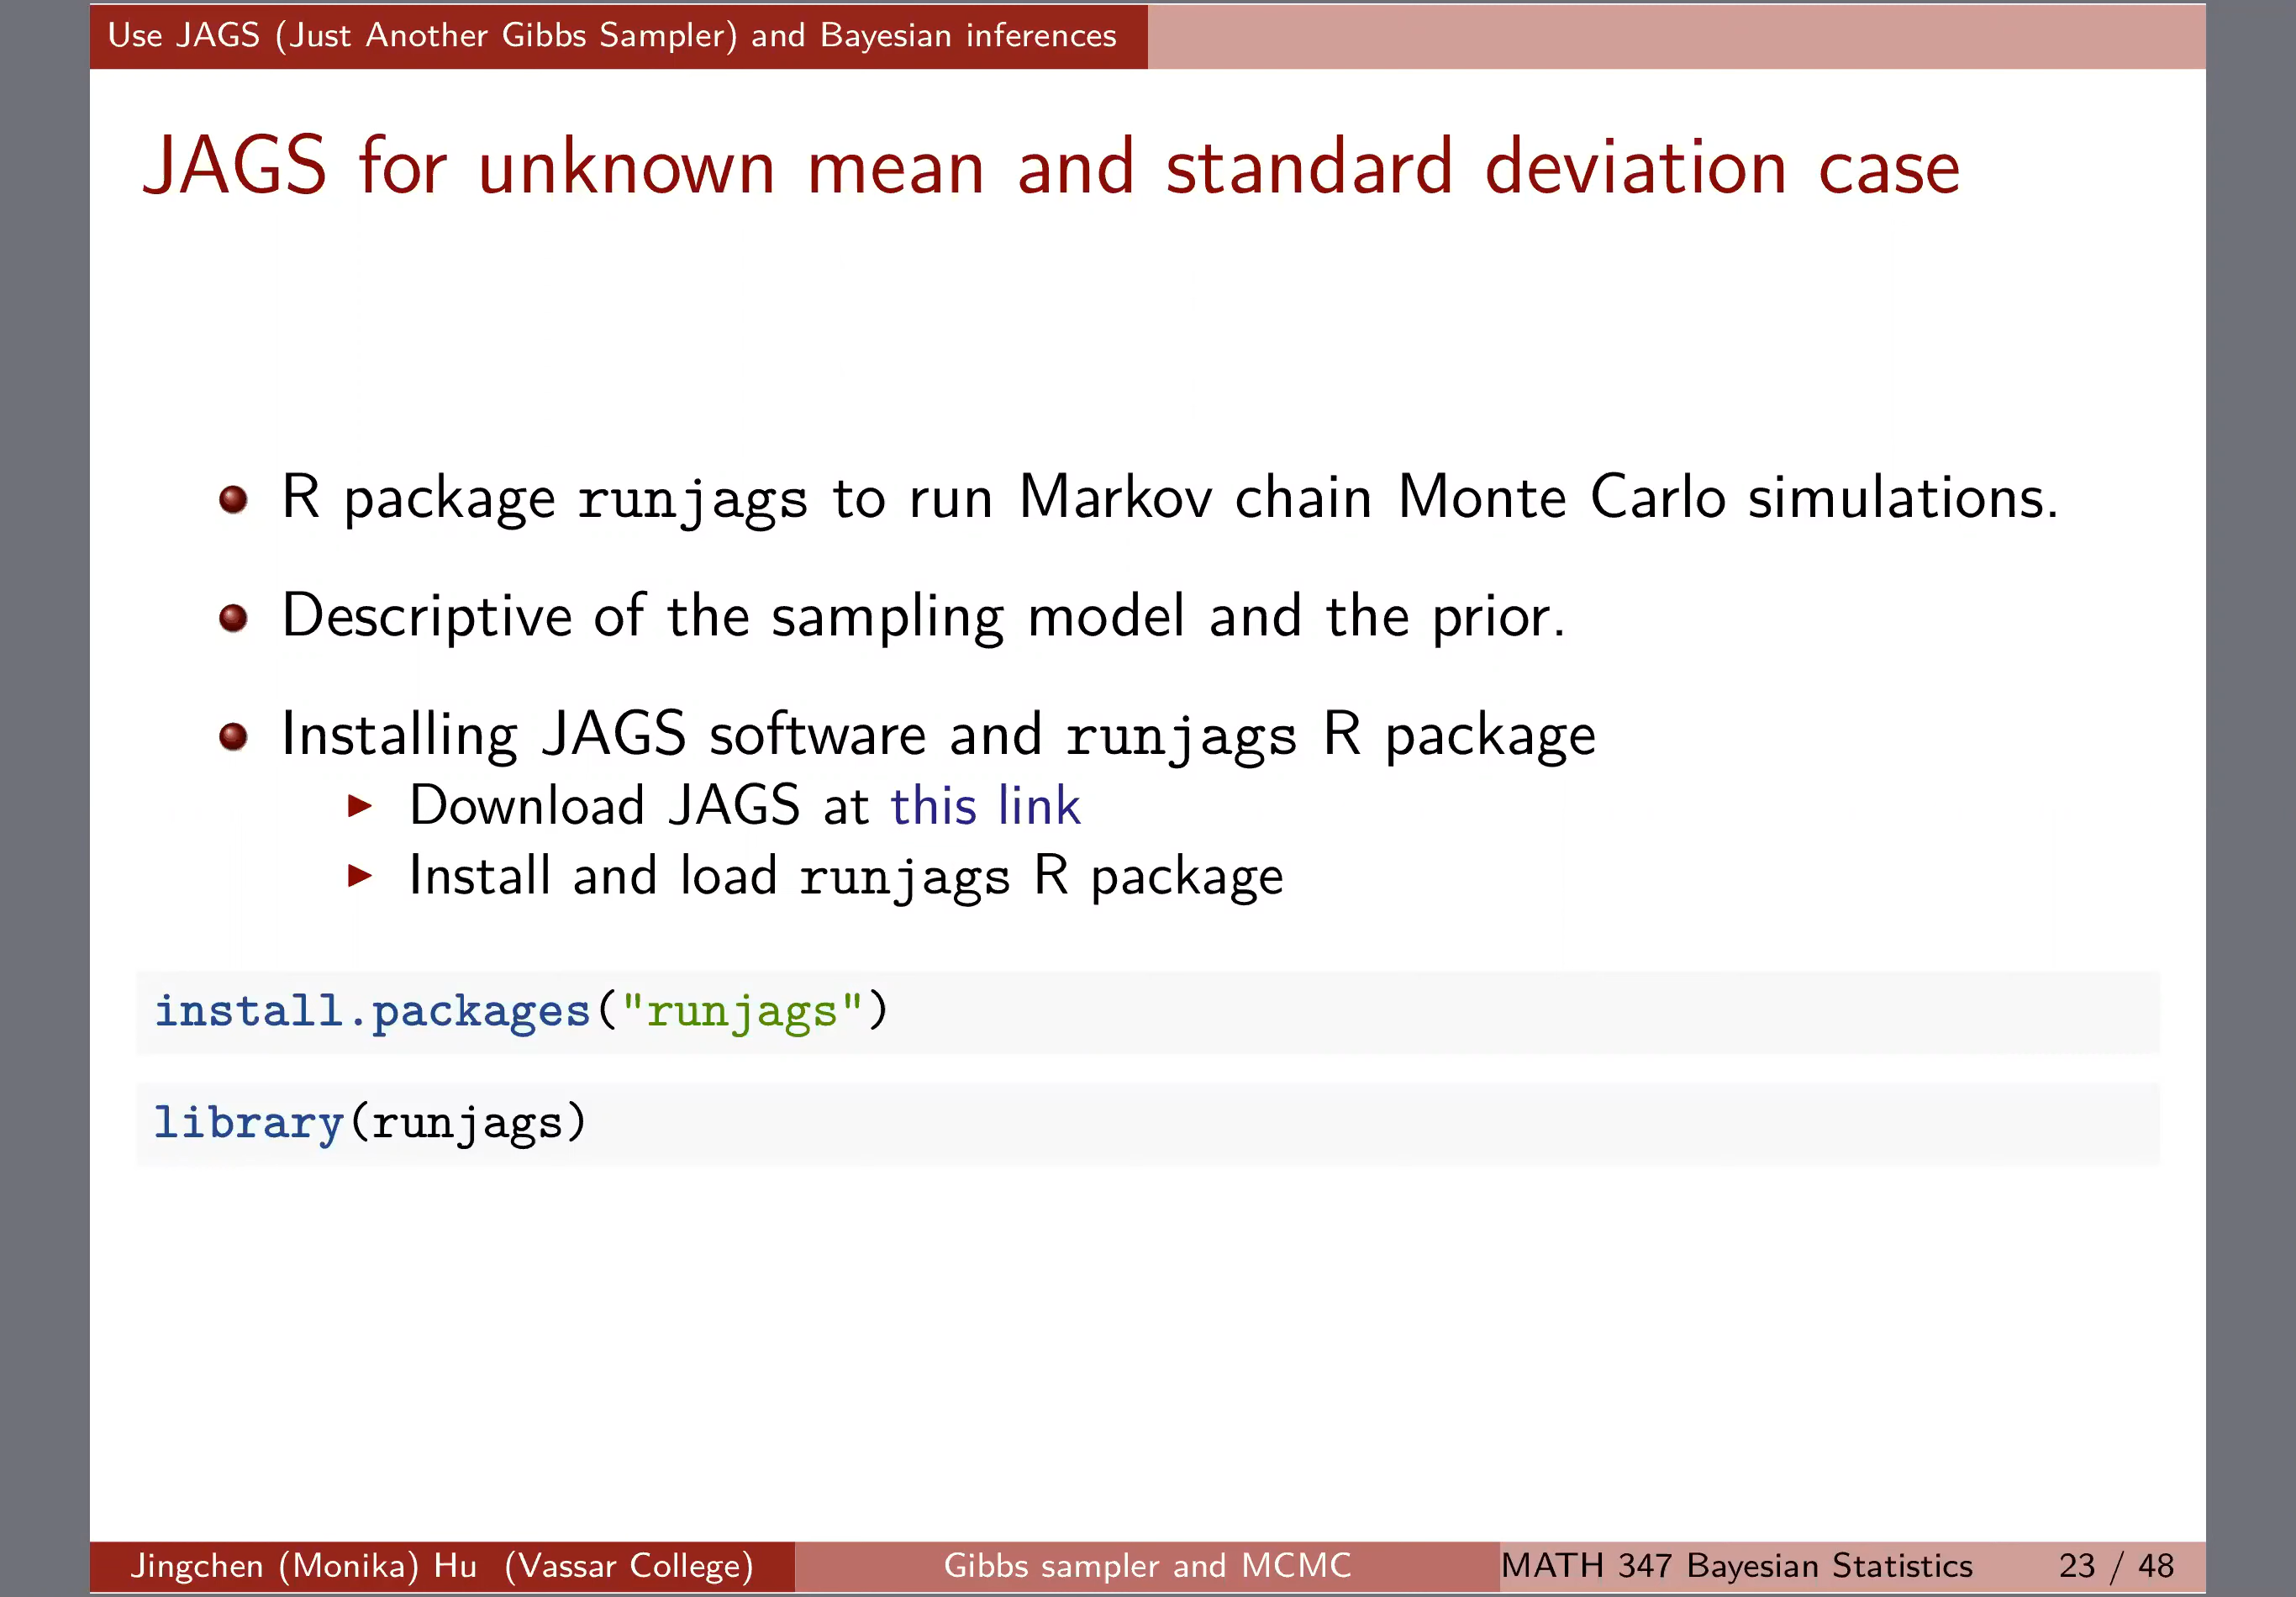 Use JAGS (Just Another Gibbs Sampler) and Bayesian inferences
JAGS for unknown mean and standard deviation case
R package runjags to run Markov chain Monte Carlo simulations.
Descriptive of the sampling model and the prior.
Installing JAGS software and runjags R package
Download JAGS at this link
Install and load runjags R package
install.packages("runjags")
library(runjags)
Jingchen (Monika) Hu (Vassar College) Gibbs sampler and MCMC MATH 347 Bayesian Statistics 23 / 48